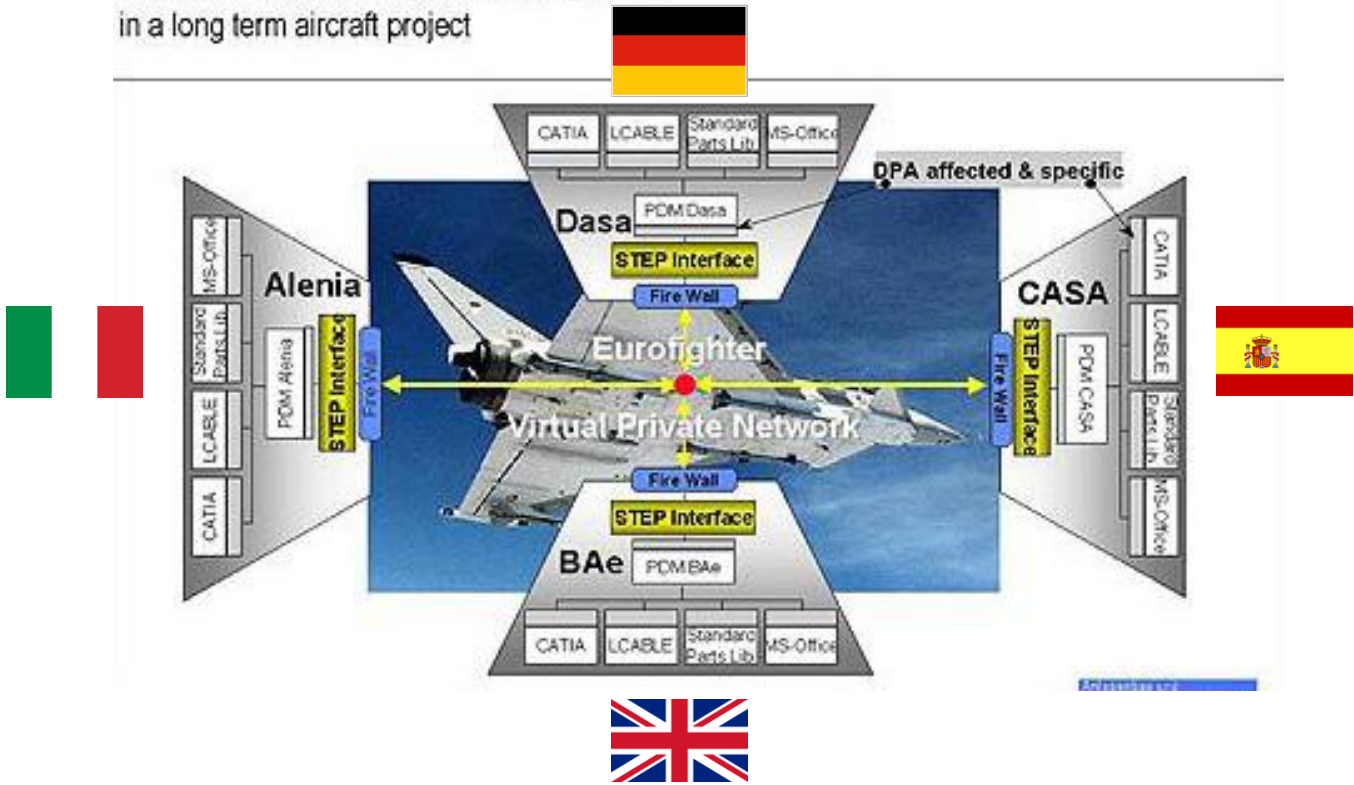 in a long term aircraft project
CATIA
LCABLE
Standard
Parts Lib.
MS-Office
DPA affected & specific
PDM Dasa
Dasa
STEP Interface
Fire Wall
MS-Office
Standard
Parts Lib.
LCABLE
CATIA
Alenia
PDM Alenia
STEP Interface
Fire Wall
Eurofighter
Virtual Private Network
CASA
Fire Wall
STEP Interface
PDM CASA
CATIA
LCABLE
Standard
Parts Lib.
MS-Office
Fire Wall
STEP Interface
BAe
PDM BAe
CATIA
LCABLE
Standard
Parts Lib.
MS-Office